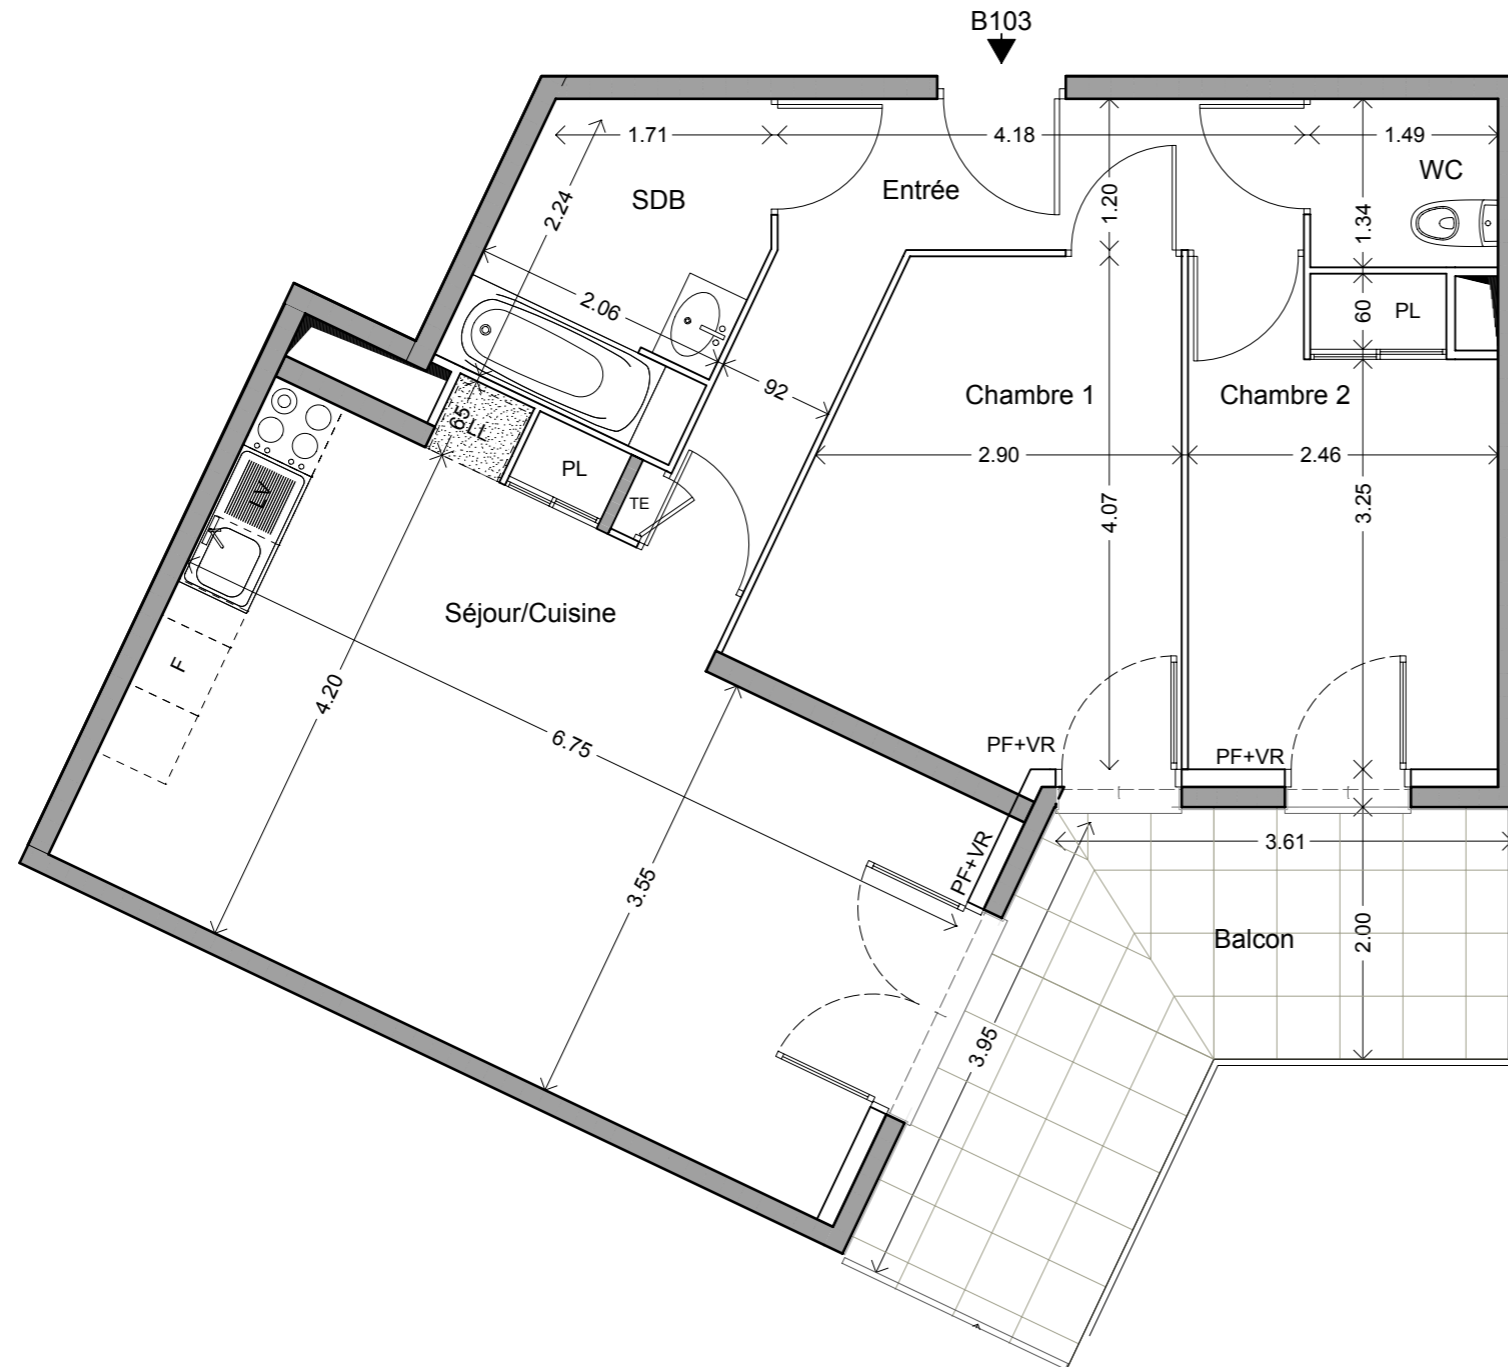 B103
1.71
4.18
1.49
WC
SDB
Entrée
2.24
1.20
1.34
2.06
60
PL
92
Chambre 1
Chambre 2
65
LL
2.90
2.46
PL
TE
LV
4.07
3.25
Séjour/Cuisine
F
4.20
6.75
PF+VR
PF+VR
3.55
PF+VR
3.61
Balcon
2.00
3.95